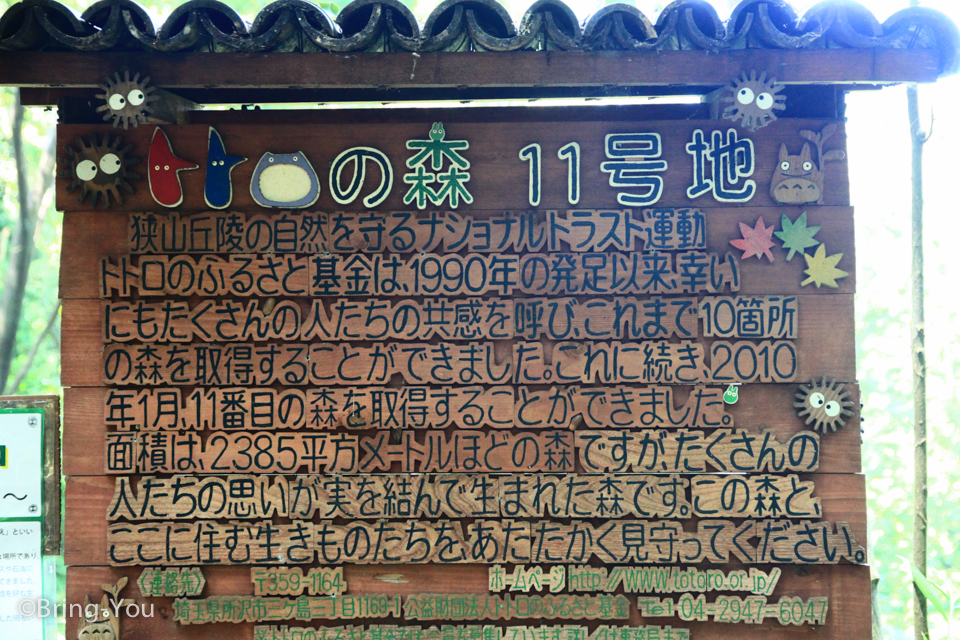 トトロの森 11号地
狭山丘陵の自然を守るナショナルトラスト運動
トトロのふるさと基金は、1990年の発足以来、幸い
にもたくさんの人たちの共感を呼び、これまで10箇所
の森を取得することができました。これに続き、2010
年1月、11番目の森を取得することが、できました。
面積は、2385平方メートルほどの森ですが、たくさんの
人たちの思いが実を結んで生まれた森です。この森と、
ここに住む生きものたちを、あたたかく見守ってください。
〈連絡先〉 〒359-1164 ホームページ http://www.totoro.or.jp/
埼玉県所沢市三ケ島二丁目1169-1 公益財団法人トトロのふるさと基金 Tel 04-2947-6047
©Bring.You